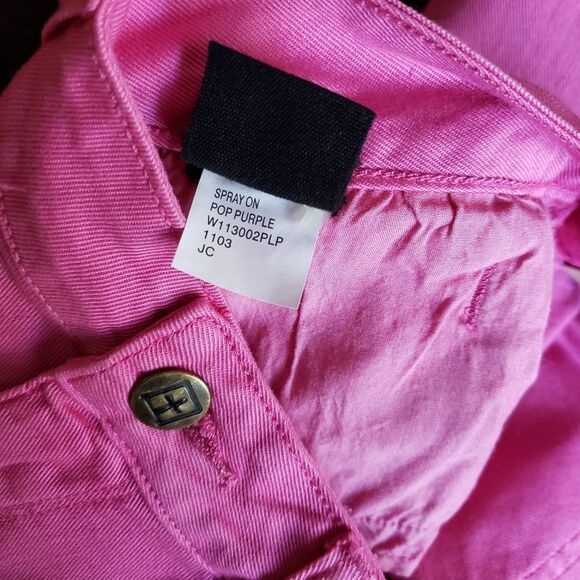 SPRAY ON
POP PURPLE
W113002PLP
1103
JC